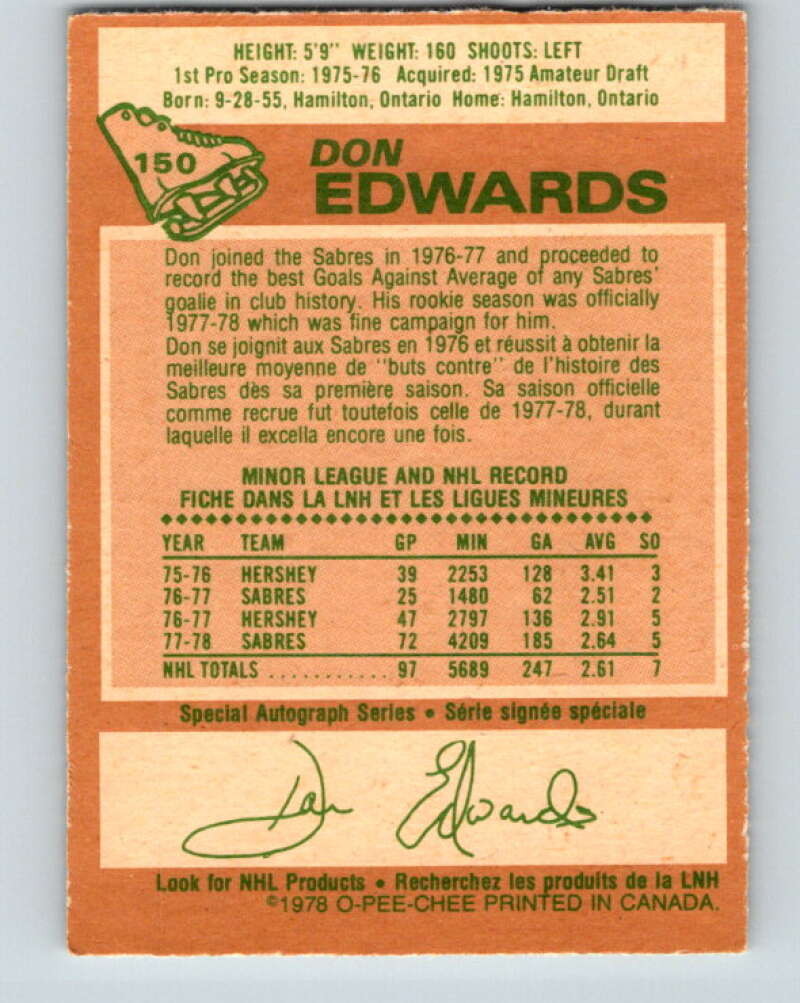 HEIGHT: 5'9" WEIGHT: 160 SHOOTS: LEFT
1st Pro Season: 1975-76 Acquired: 1975 Amateur Draft
Born: 9-28-55, Hamilton, Ontario Home: Hamilton, Ontario
150
DON
EDWARDS
Don joined the Sabres in 1976-77 and proceeded to
record the best Goals Against Average of any Sabres'
goalie in club history. His rookie season was officially
1977-78 which was fine campaign for him.
Don se joignit aux Sabres en 1976 et réussit à obtenir la
meilleure moyenne de "buts contre" de l'histoire des
Sabres dès sa première saison. Sa saison officielle
comme recrue fut toutefois celle de 1977-78, durant
laquelle il excella encore une fois.
MINOR LEAGUE AND NHL RECORD
FICHE DANS LA LNH ET LES LIGUES MINEURES
YEAR TEAM GP MIN GA AVG SO
75-76 HERSHEY 39 2253 128 3.41 3
76-77 SABRES 25 1480 62 2.51 2
76-77 HERSHEY 47 2797 136 2.91 5
77-78 SABRES 72 4209 185 2.64 5
NHL TOTALS ........... 97 5689 247 2.61 7
Special Autograph Series • Série signée spéciale
Don Edwards
Look for NHL Products • Recherchez les produits de la LNH
©1978 O-PEE-CHEE PRINTED IN CANADA.